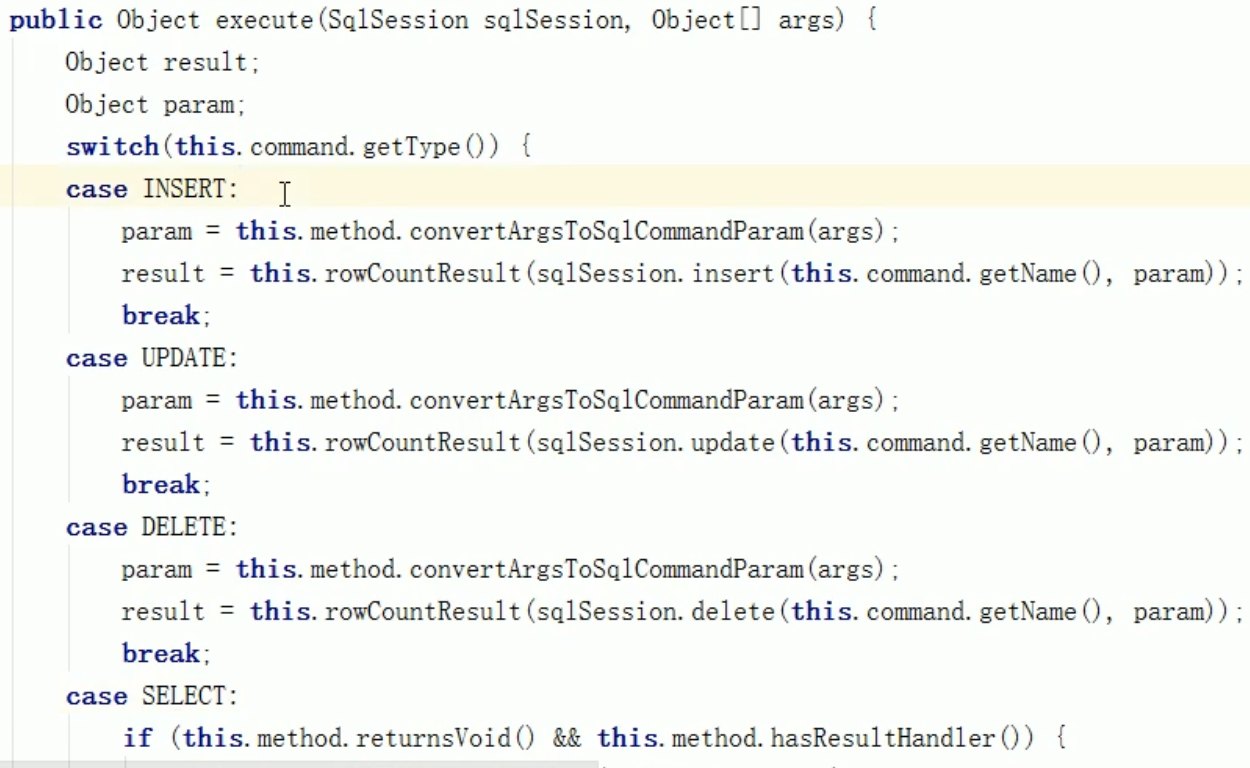 public Object execute(SqlSession sqlSession, Object[] args) {
    Object result;
    Object param;
    switch(this.command.getType()) {
    case INSERT:
        param = this.method.convertArgsToSqlCommandParam(args);
        result = this.rowCountResult(sqlSession.insert(this.command.getName(), param));
        break;
    case UPDATE:
        param = this.method.convertArgsToSqlCommandParam(args);
        result = this.rowCountResult(sqlSession.update(this.command.getName(), param));
        break;
    case DELETE:
        param = this.method.convertArgsToSqlCommandParam(args);
        result = this.rowCountResult(sqlSession.delete(this.command.getName(), param));
        break;
    case SELECT:
        if (this.method.returnsVoid() && this.method.hasResultHandler()) {